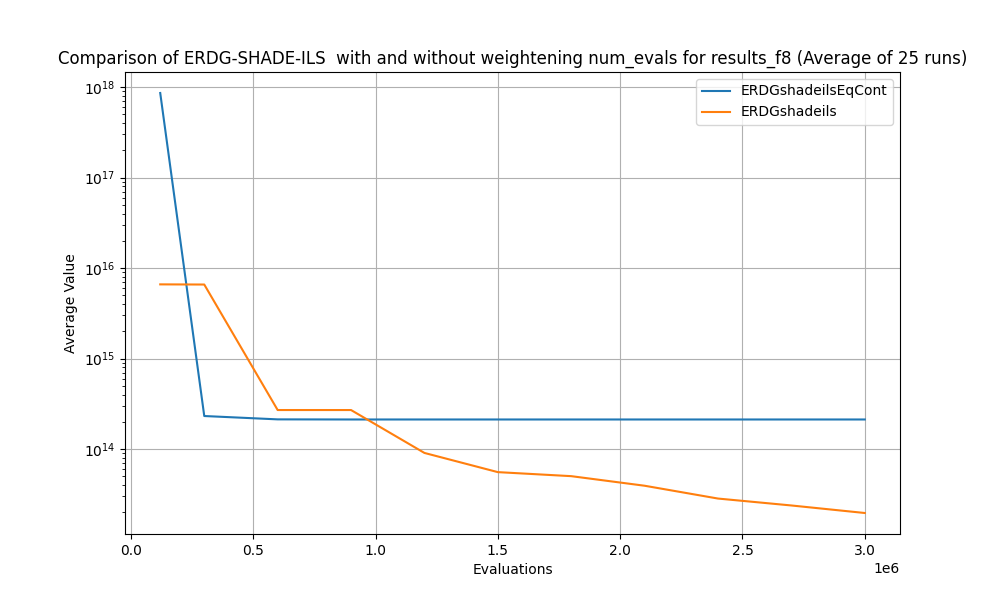 Comparison of ERDG-SHADE-ILS  with and without weightening num_evals for results_f8 (Average of 25 runs)
ERDGshadeilsEqCont
ERDGshadeils
10^18
10^17
10^16
10^15
10^14
Average Value
0.0 0.5 1.0 1.5 2.0 2.5 3.0
1e6
Evaluations